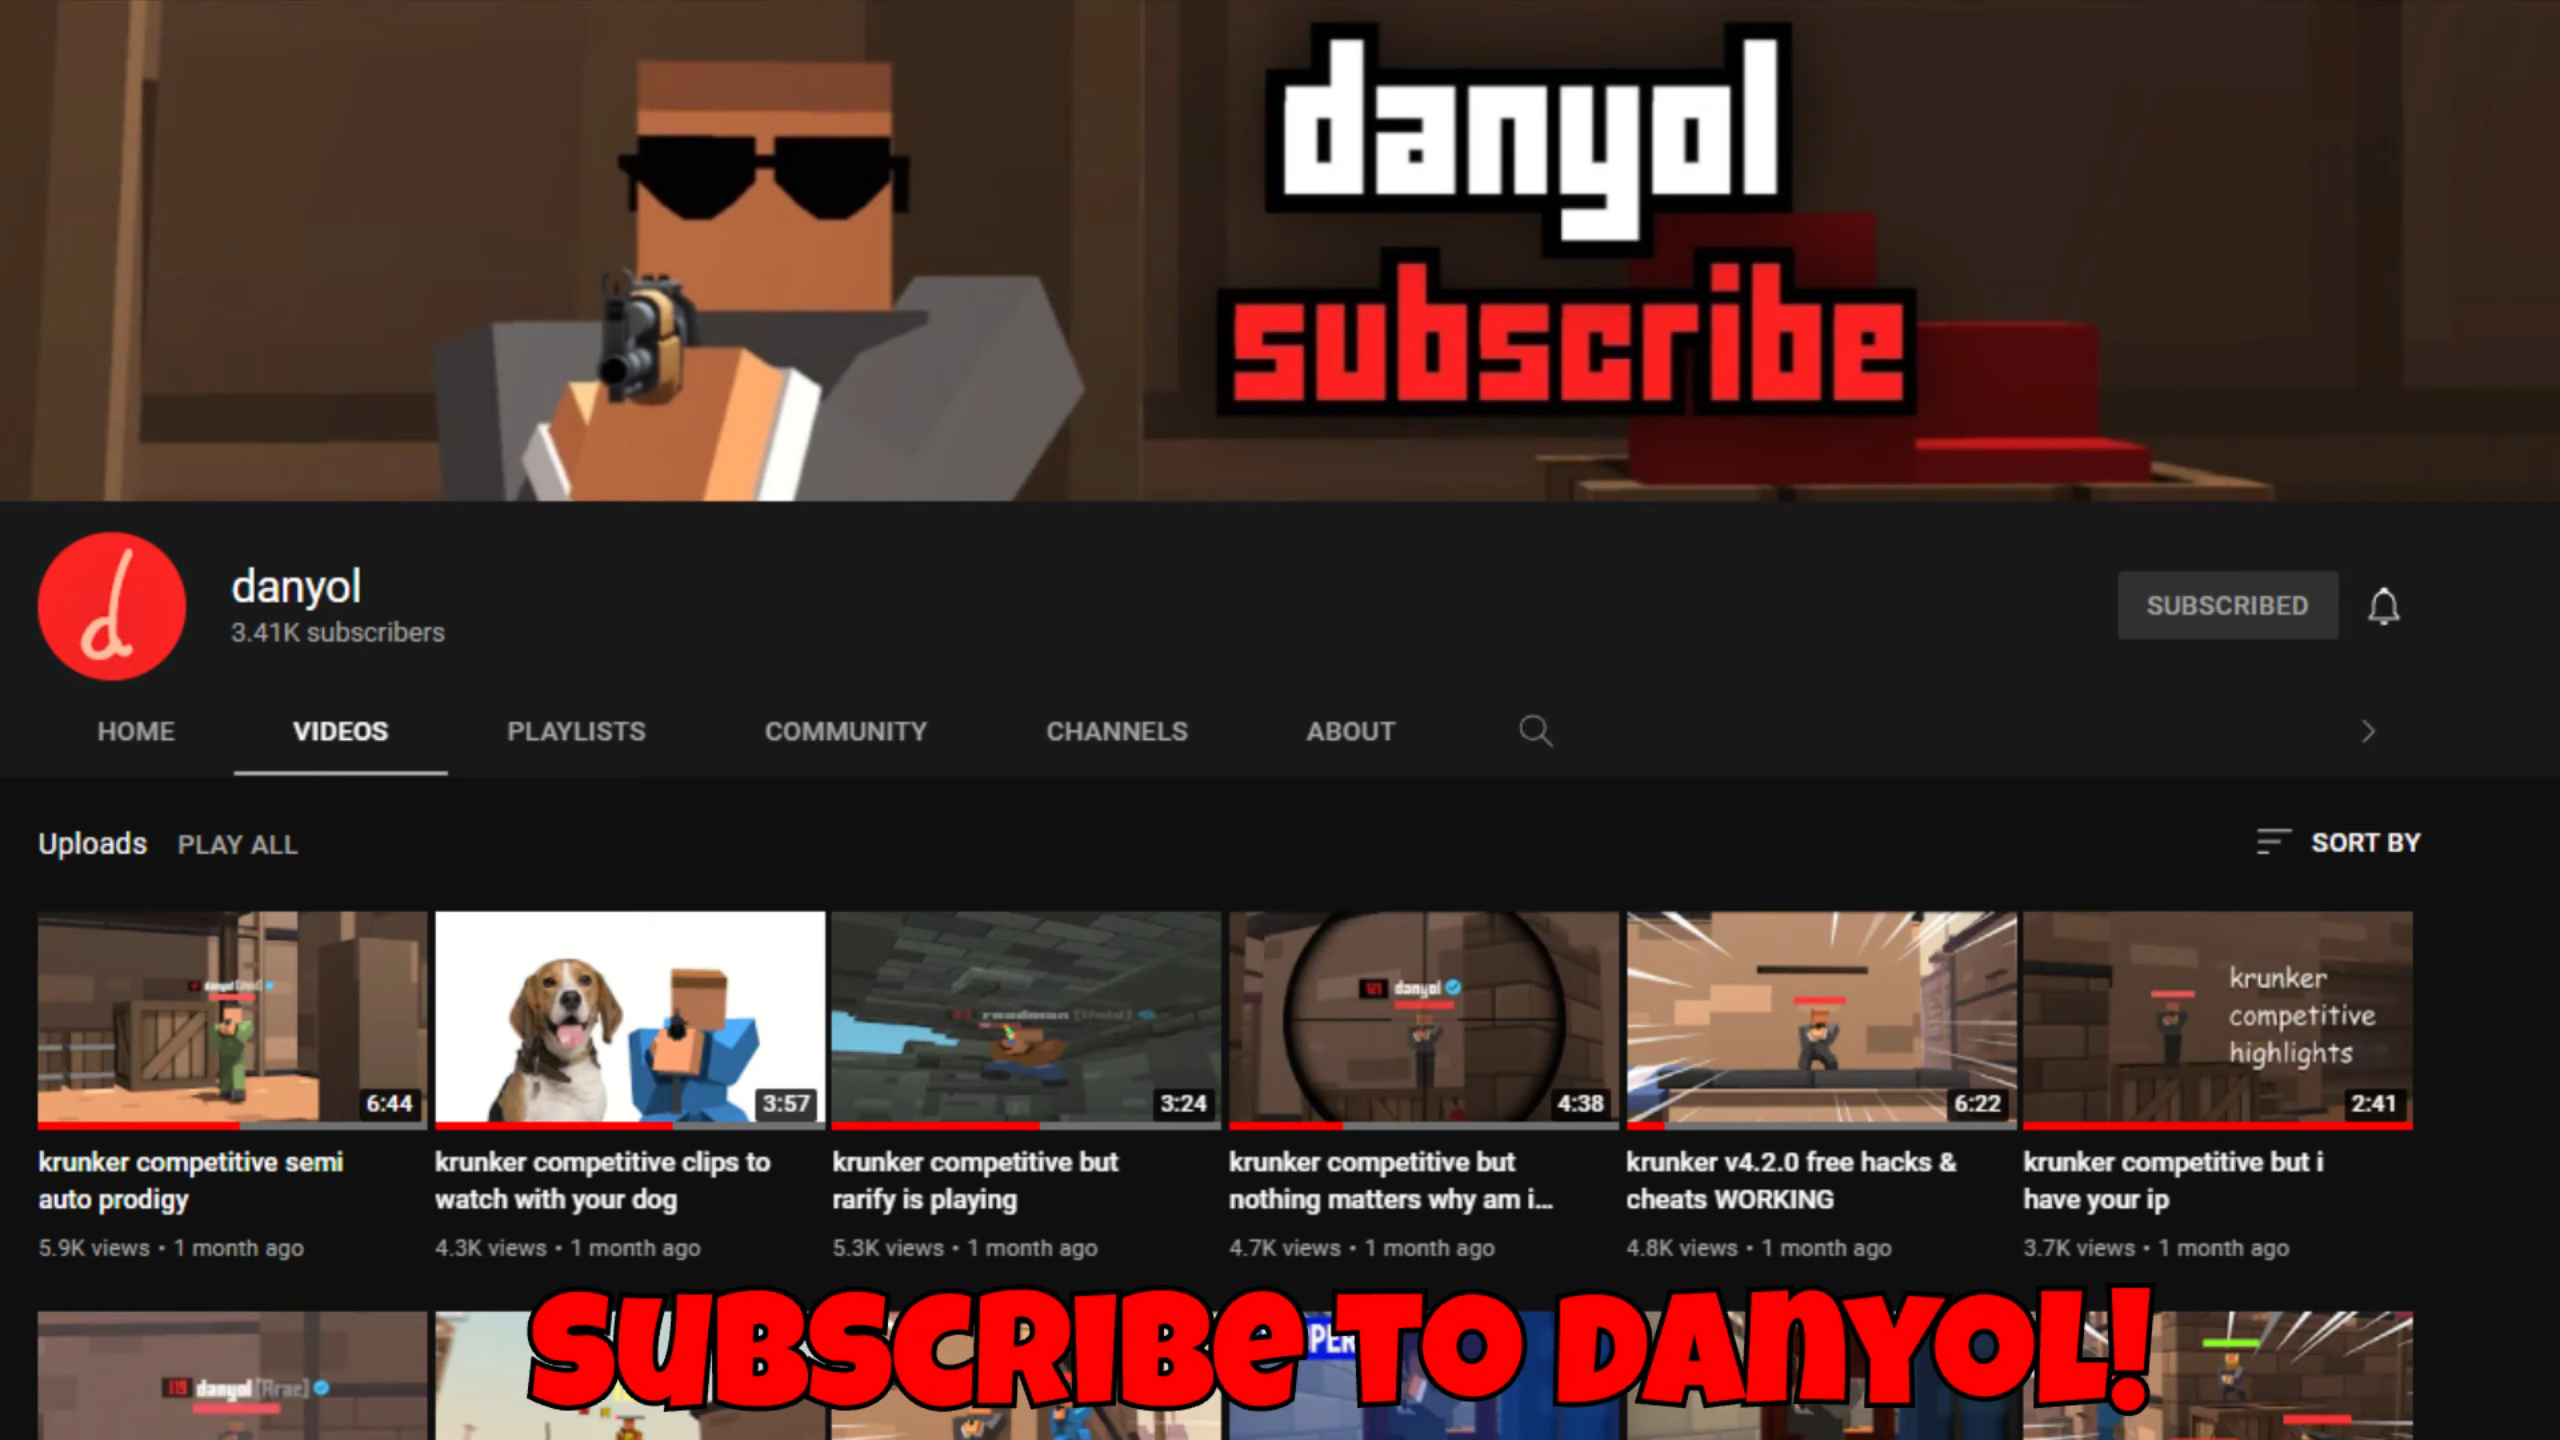 danyol
subscribe
d
danyol
3.41K subscribers
SUBSCRIBED
HOME VIDEOS PLAYLISTS COMMUNITY CHANNELS ABOUT
Uploads PLAY ALL
SORT BY
121 danyol
krunker
competitive
highlights
6:44 3:57 3:24 4:38 6:22 2:41
krunker competitive semi
auto prodigy
5.9K views • 1 month ago
krunker competitive clips to
watch with your dog
4.3K views • 1 month ago
krunker competitive but
rarify is playing
5.3K views • 1 month ago
krunker competitive but
nothing matters why am i...
4.7K views • 1 month ago
krunker v4.2.0 free hacks &
cheats WORKING
4.8K views • 1 month ago
krunker competitive but i
have your ip
3.7K views • 1 month ago
SUBSCRIBE TO DANYOL!
119 danyol [Arac]